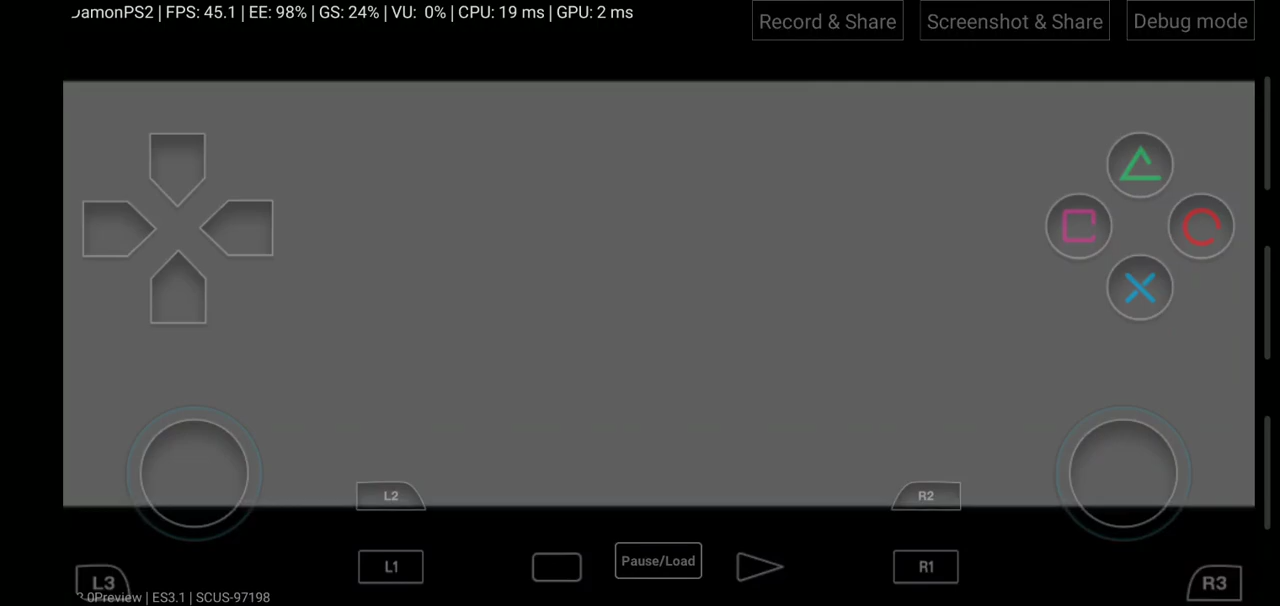 DamonPS2 | FPS: 45.1 | EE: 98% | GS: 24% | VU: 0% | CPU: 19 ms | GPU: 2 ms
Record & Share
Screenshot & Share
Debug mode
L2
R2
L1
Pause/Load
R1
L3
R3
.0Preview | ES3.1 | SCUS-97198